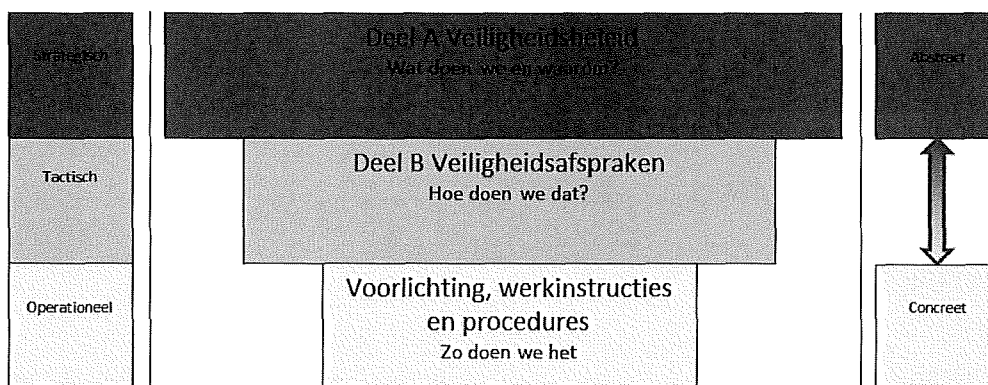 Strategisch
Deel A Veiligheidsbeleid
Wat doen we en waarom?
Abstract
Tactisch
Deel B Veiligheidsafspraken
Hoe doen we dat?
Operationeel
Voorlichting, werkinstructies
en procedures
Zo doen we het
Concreet